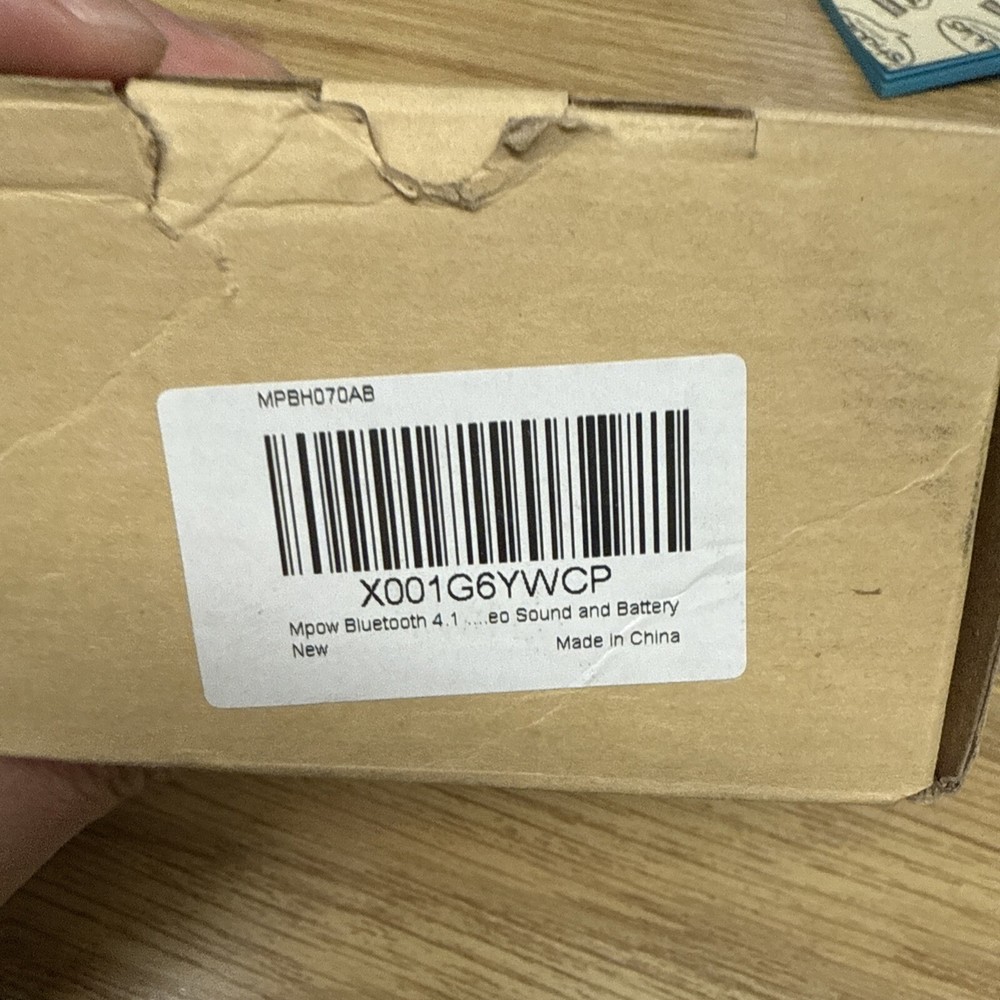 MPBH070AB
X001G6YWCP
Mpow Bluetooth 4.1 ....eo Sound and Battery
New
Made in China